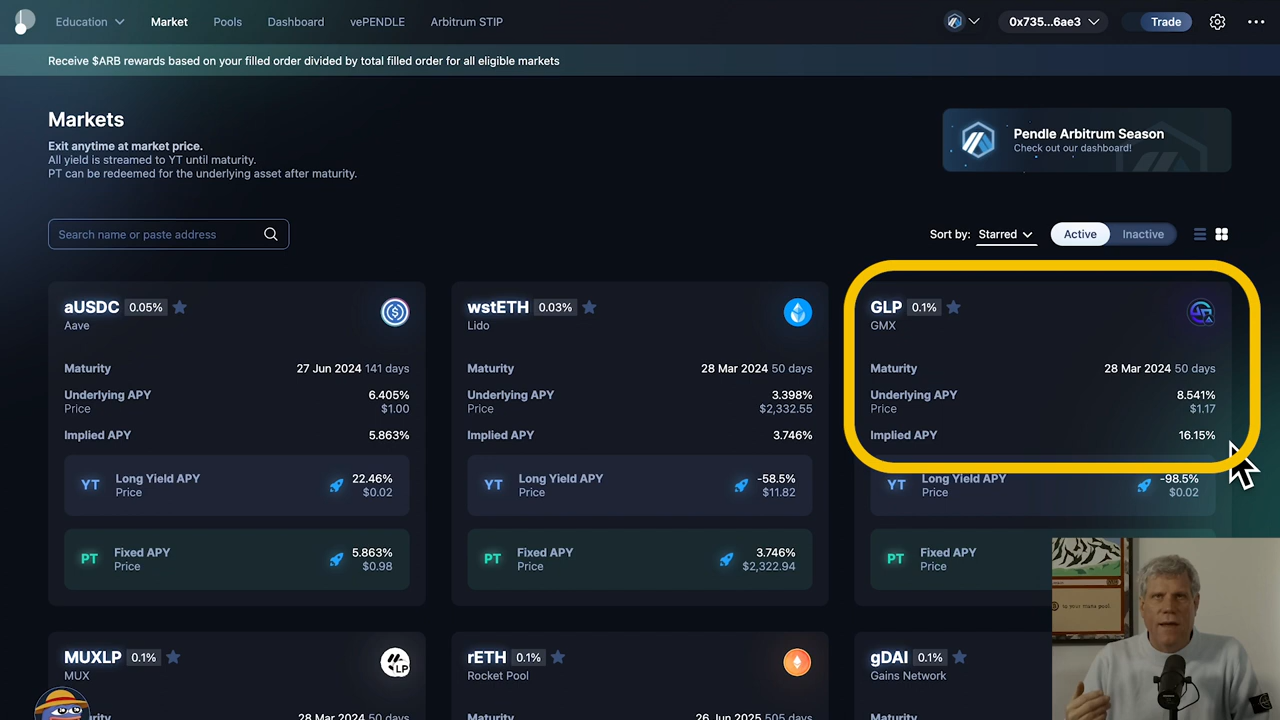 Education
Market
Pools
Dashboard
vePENDLE
Arbitrum STIP
0x735...6ae3
Trade
Receive $ARB rewards based on your filled order divided by total filled order for all eligible markets
Markets
Exit anytime at market price.
All yield is streamed to YT until maturity.
PT can be redeemed for the underlying asset after maturity.
Pendle Arbitrum Season
Check out our dashboard!
Search name or paste address
Sort by: Starred
Active
Inactive
aUSDC 0.05%
Aave
Maturity 27 Jun 2024 141 days
Underlying APY 6.405%
Price $1.00
Implied APY 5.863%
YT Long Yield APY 22.46%
Price $0.02
PT Fixed APY 5.863%
Price $0.98
wstETH 0.03%
Lido
Maturity 28 Mar 2024 50 days
Underlying APY 3.398%
Price $2,332.55
Implied APY 3.746%
YT Long Yield APY -58.5%
Price $11.82
PT Fixed APY 3.746%
Price $2,322.94
GLP 0.1%
GMX
Maturity 28 Mar 2024 50 days
Underlying APY 8.541%
Price $1.17
Implied APY 16.15%
YT Long Yield APY -98.5%
Price $0.02
PT Fixed APY
Price
MUXLP 0.1%
MUX
LP
28 Mar 2024 50 days
rETH 0.1%
Rocket Pool
Maturity 26 Jun 2025 505 days
gDAI 0.1%
Gains Network
Maturity